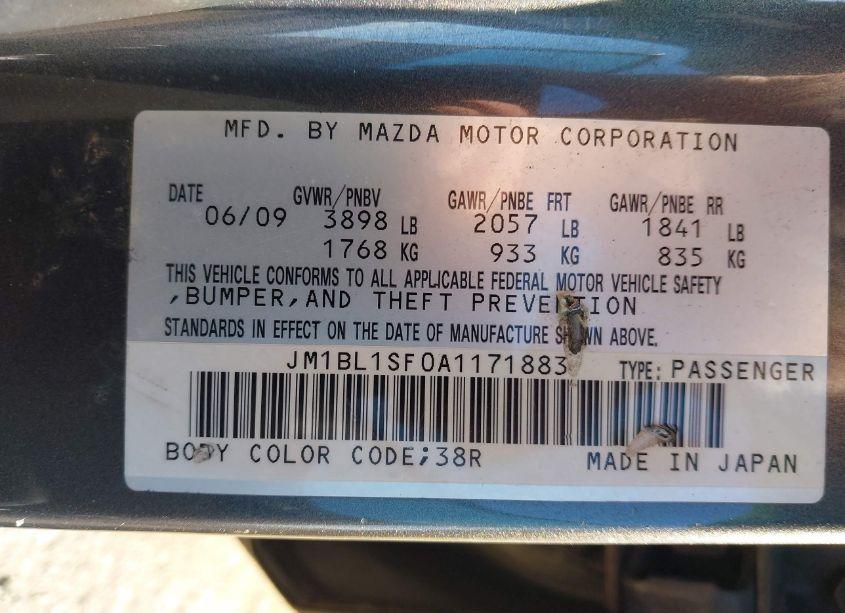 MFD. BY MAZDA MOTOR CORPORATION
DATE GVWR/PNBV GAWR/PNBE FRT GAWR/PNBE RR
06/09 3898 LB 2057 LB 1841 LB
1768 KG 933 KG 835 KG
THIS VEHICLE CONFORMS TO ALL APPLICABLE FEDERAL MOTOR VEHICLE SAFETY
,BUMPER,AND THEFT PREVENTION
STANDARDS IN EFFECT ON THE DATE OF MANUFACTURE SHOWN ABOVE.
JM1BL1SF0A1171883 TYPE: PASSENGER
BODY COLOR CODE;38R MADE IN JAPAN